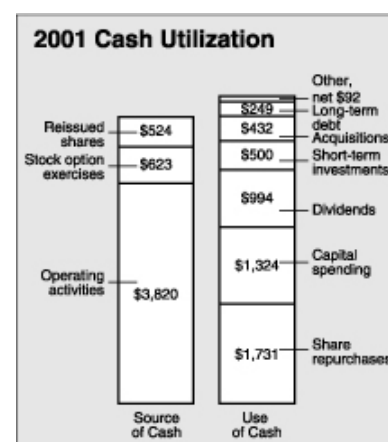 2001 Cash Utilization
Reissued
shares
$524
Stock option
exercises
$623
Operating
activities
$3,820
Source
of Cash
Other,
net $92
$249
Long-term
debt
$432
Acquisitions
$500
Short-term
investments
$994
Dividends
$1,324
Capital
spending
$1,731
Share
repurchases
Use
of Cash